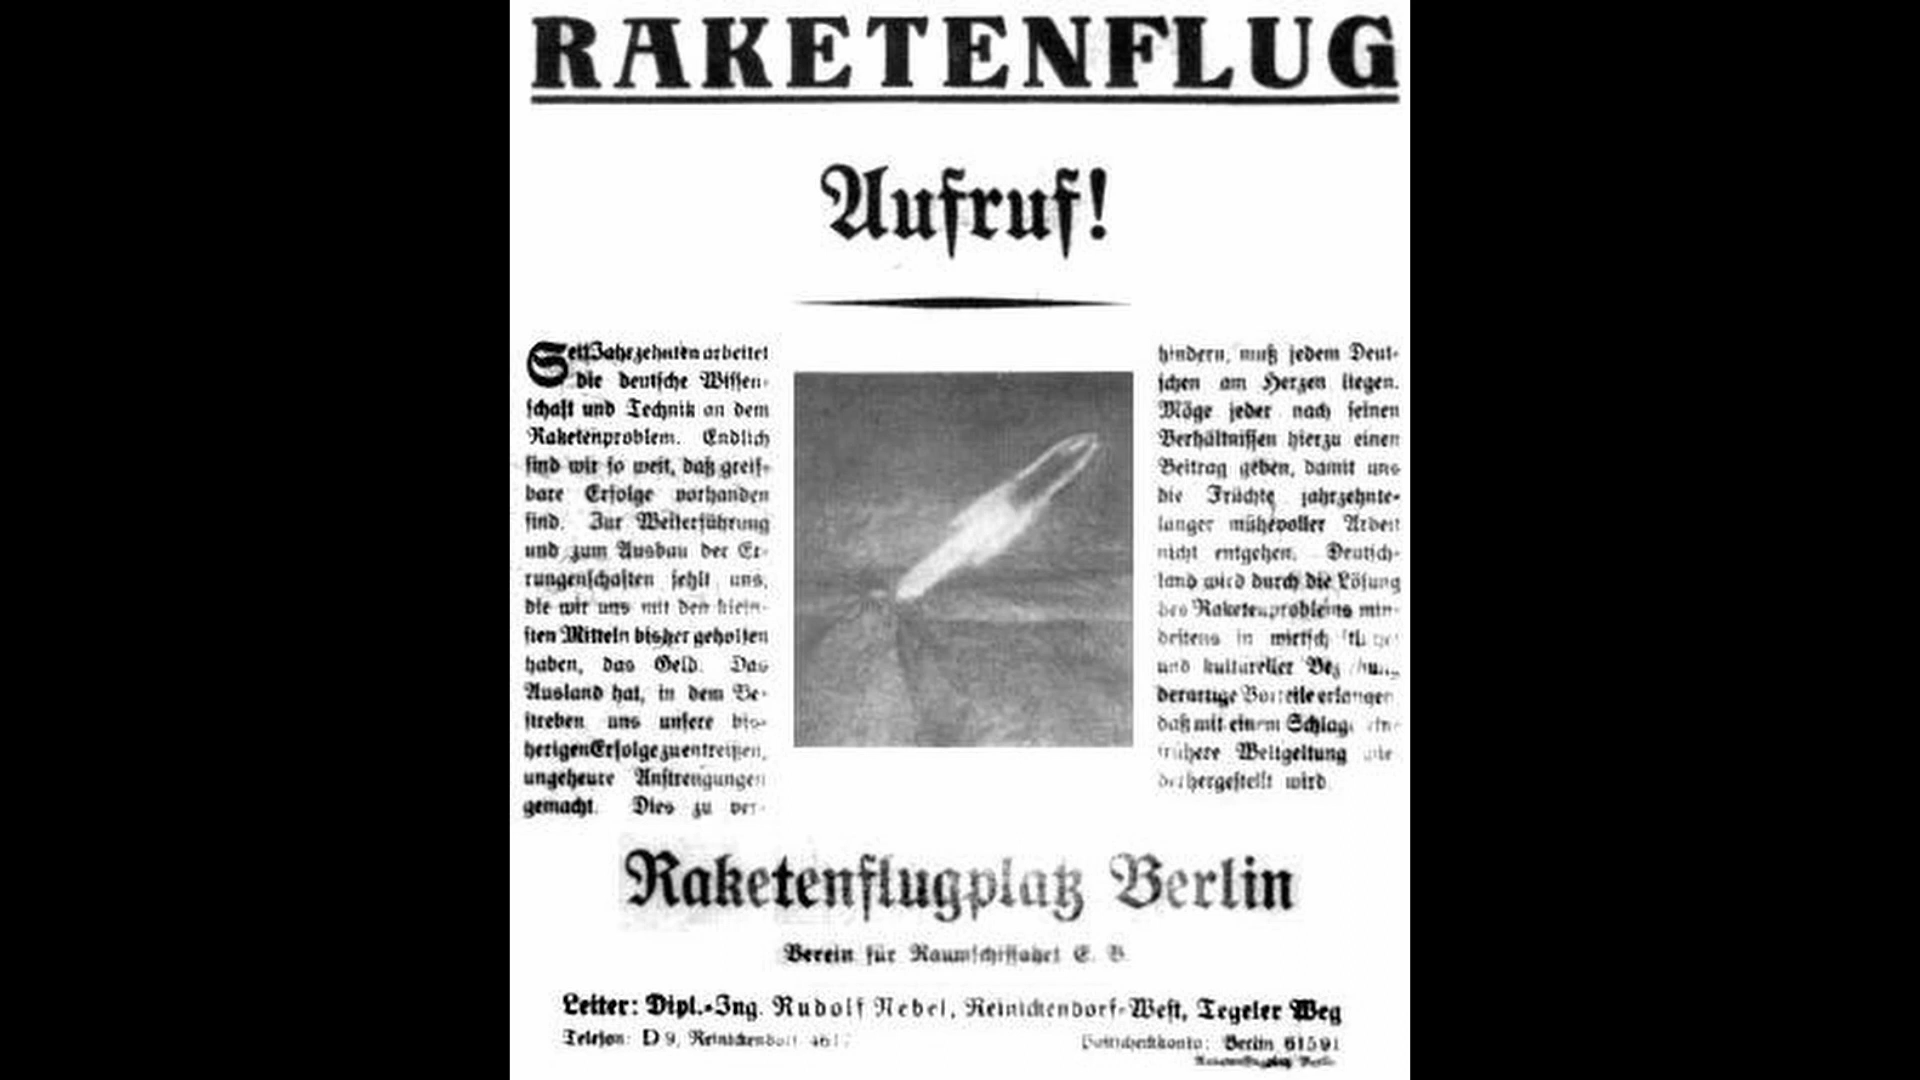 RAKETENFLUG
Aufruf!
Seit Jahrzehnten arbeitet
die deutsche Wissen-
schaft und Technik an dem
Raketenproblem. Endlich
sind wir so weit, daß greif-
bare Erfolge vorhanden
sind. Zur Weiterführung
und zum Ausbau der Er-
rungenschaften fehlt uns,
die wir uns mit den klein-
sten Mitteln bisher geholfen
haben, das Geld. Das
Ausland hat, in dem Be-
streben uns unsere bis-
herigen Erfolge zu entreißen,
ungeheure Anstrengungen
gemacht. Dies zu ver-
hindern, muß jedem Deut-
schen am Herzen liegen.
Möge jeder nach seinen
Verhältnissen hierzu einen
Beitrag geben, damit uns
die Früchte jahrzehnte-
langer mühevoller Arbeit
nicht entgehen. Deutsch-
land wird durch die Lösung
des Raketenproblems min-
destens in
und kultureller
derartige Vorteile erlangen
daß mit einem Schlage
frühere Weltgeltung wie
derhergestellt wird
Raketenflugplatz Berlin
Verein für Raumschiffahrt E. V.
Leiter: Dipl.-Ing. Rudolf Nebel, Reinickendorf-West, Tegeler Weg
Telefon: D 9, Reinickendorf
Postscheckkonto: Berlin 61591
Raketenflugplatz Berlin